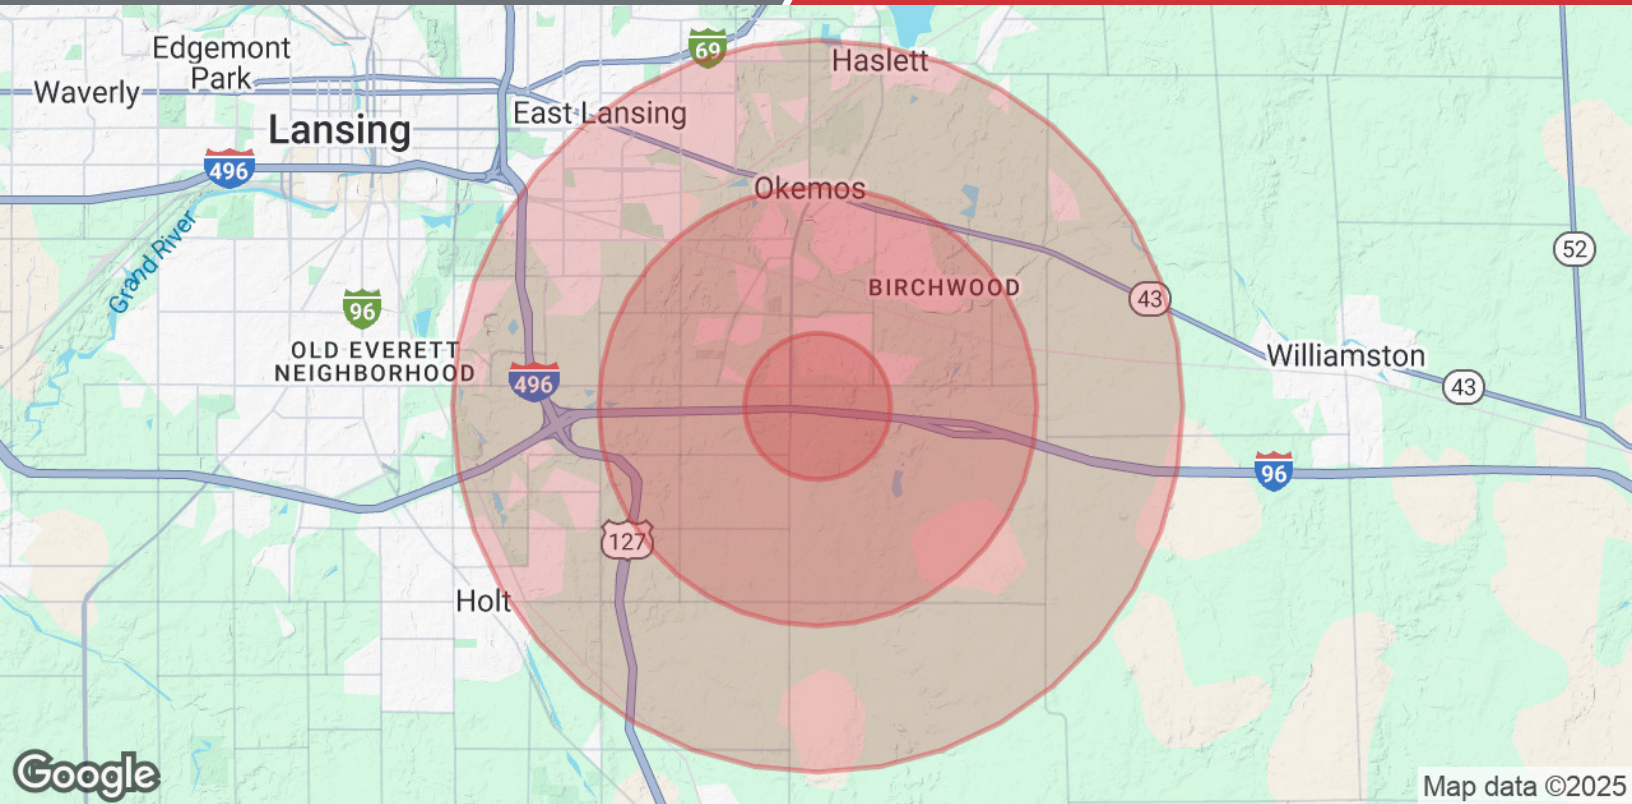 Edgemont
Park
Waverly
Lansing
East Lansing
69
Haslett
496
Okemos
Grand River
52
BIRCHWOOD
43
96
OLD EVERETT
NEIGHBORHOOD
Williamston
496
43
96
127
Holt
Google
Map data ©2025